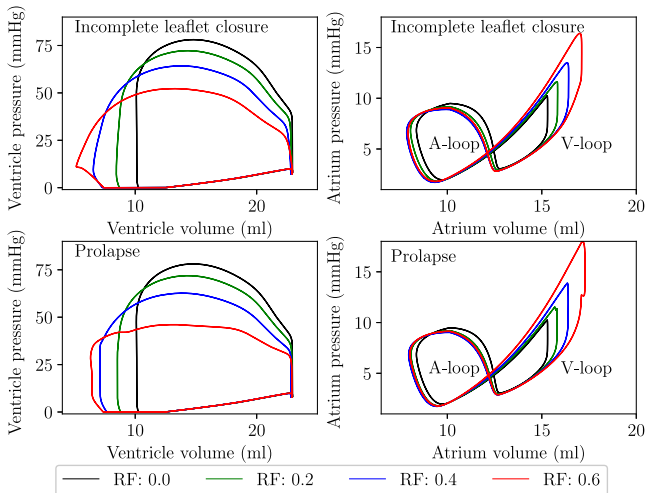 Incomplete leaflet closure
Ventricle pressure (mmHg)
75
50
25
0
10
20
Ventricle volume (ml)
Incomplete leaflet closure
Atrium pressure (mmHg)
15
10
5
A-loop
V-loop
10
15
20
Atrium volume (ml)
Prolapse
Ventricle pressure (mmHg)
75
50
25
0
10
20
Ventricle volume (ml)
Prolapse
Atrium pressure (mmHg)
15
10
5
A-loop
V-loop
10
15
20
Atrium volume (ml)
RF: 0.0 RF: 0.2 RF: 0.4 RF: 0.6